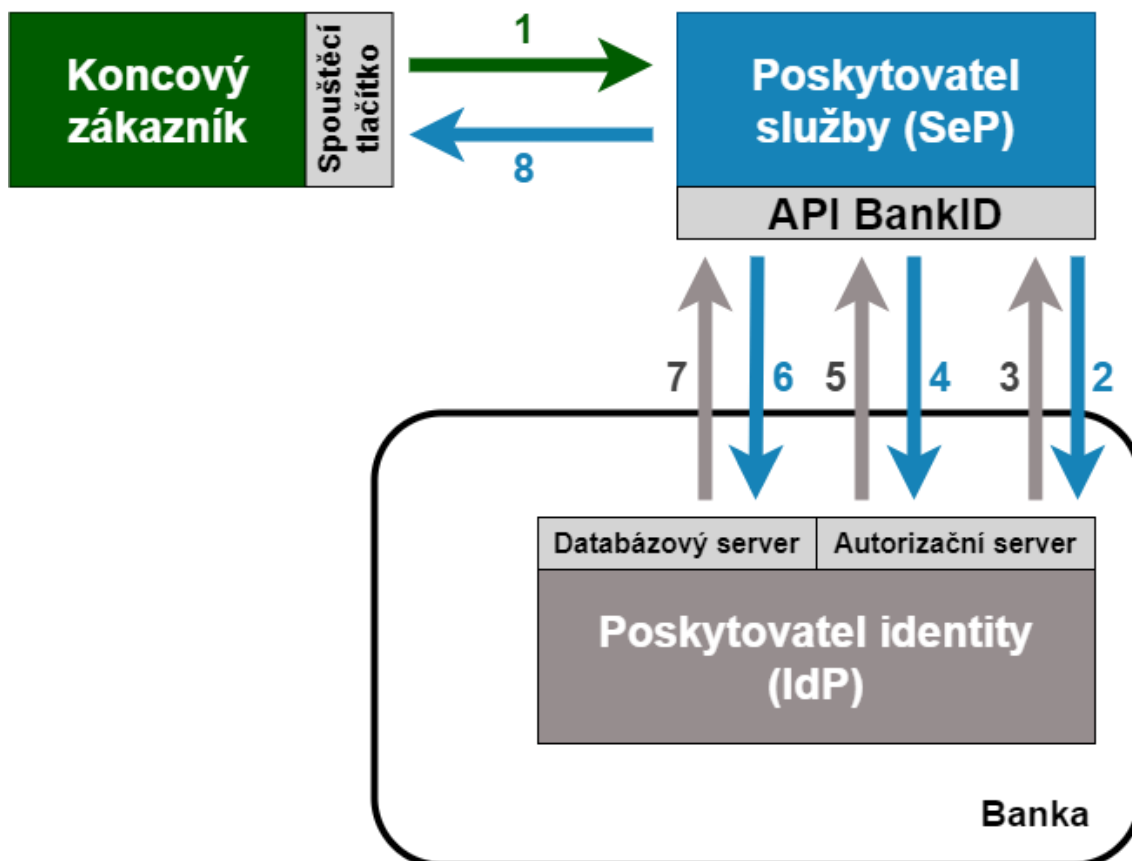 Koncový
zákazník
Spouštěcí
tlačítko
1
8
Poskytovatel
služby (SeP)
API BankID
7
6
5
4
3
2
Databázový server
Autorizační server
Poskytovatel identity
(IdP)
Banka